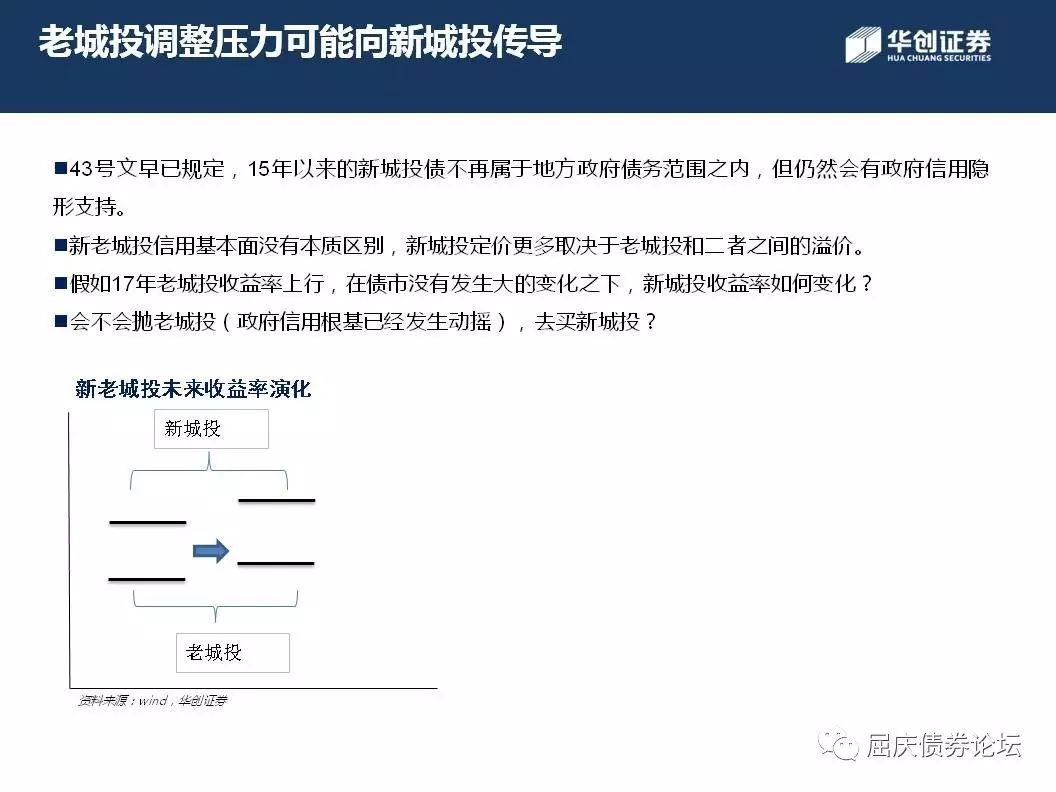 老城投调整压力可能向新城投传导
华创证券
HUA CHUANG SECURITIES
■43号文早已规定，15年以来的新城投债不再属于地方政府债务范围之内，但仍然会有政府信用隐
形支持。
■新老城投信用基本面没有本质区别，新城投定价更多取决于老城投和二者之间的溢价。
■假如17年老城投收益率上行，在债市没有发生大的变化之下，新城投收益率如何变化？
■会不会抛老城投（政府信用根基已经发生动摇），去买新城投？
新老城投未来收益率演化
新城投
老城投
资料来源：wind，华创证券
屈庆债券论坛